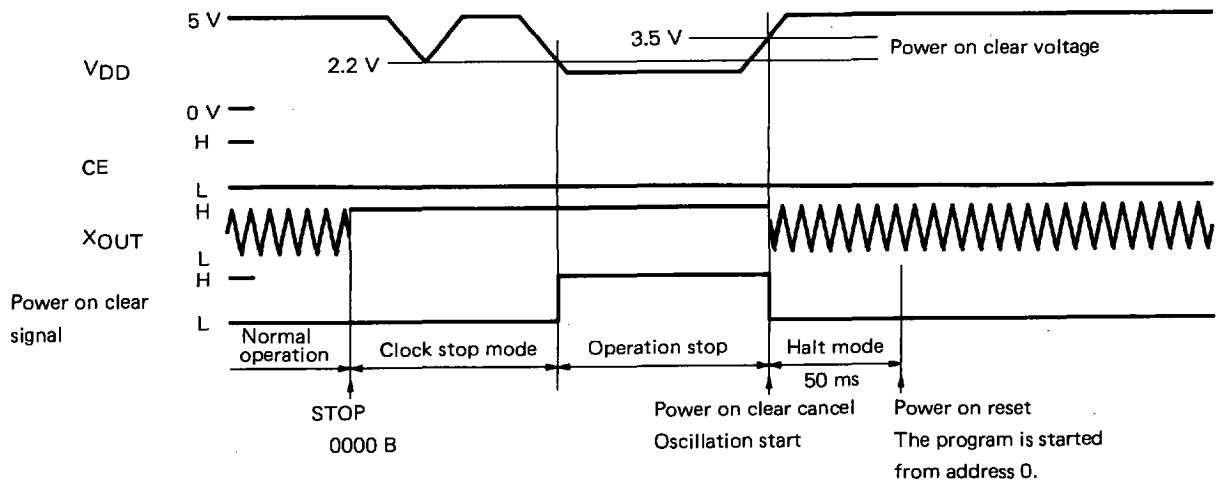 5 V
3.5 V
Power on clear voltage
2.2 V
VDD
0 V
H
CE
L
H
XOUT
L
H
Power on clear
signal
L
Normal
operation
Clock stop mode
Operation stop
Halt mode
50 ms
STOP
0000 B
Power on clear cancel
Oscillation start
Power on reset
The program is started
from address 0.